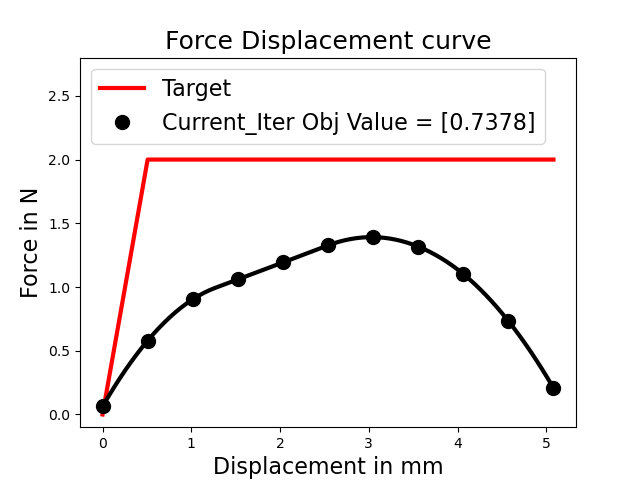 Force Displacement curve
Target
Current_Iter Obj Value = [0.7378]
Force in N
2.5
2.0
1.5
1.0
0.5
0.0
0 1 2 3 4 5
Displacement in mm